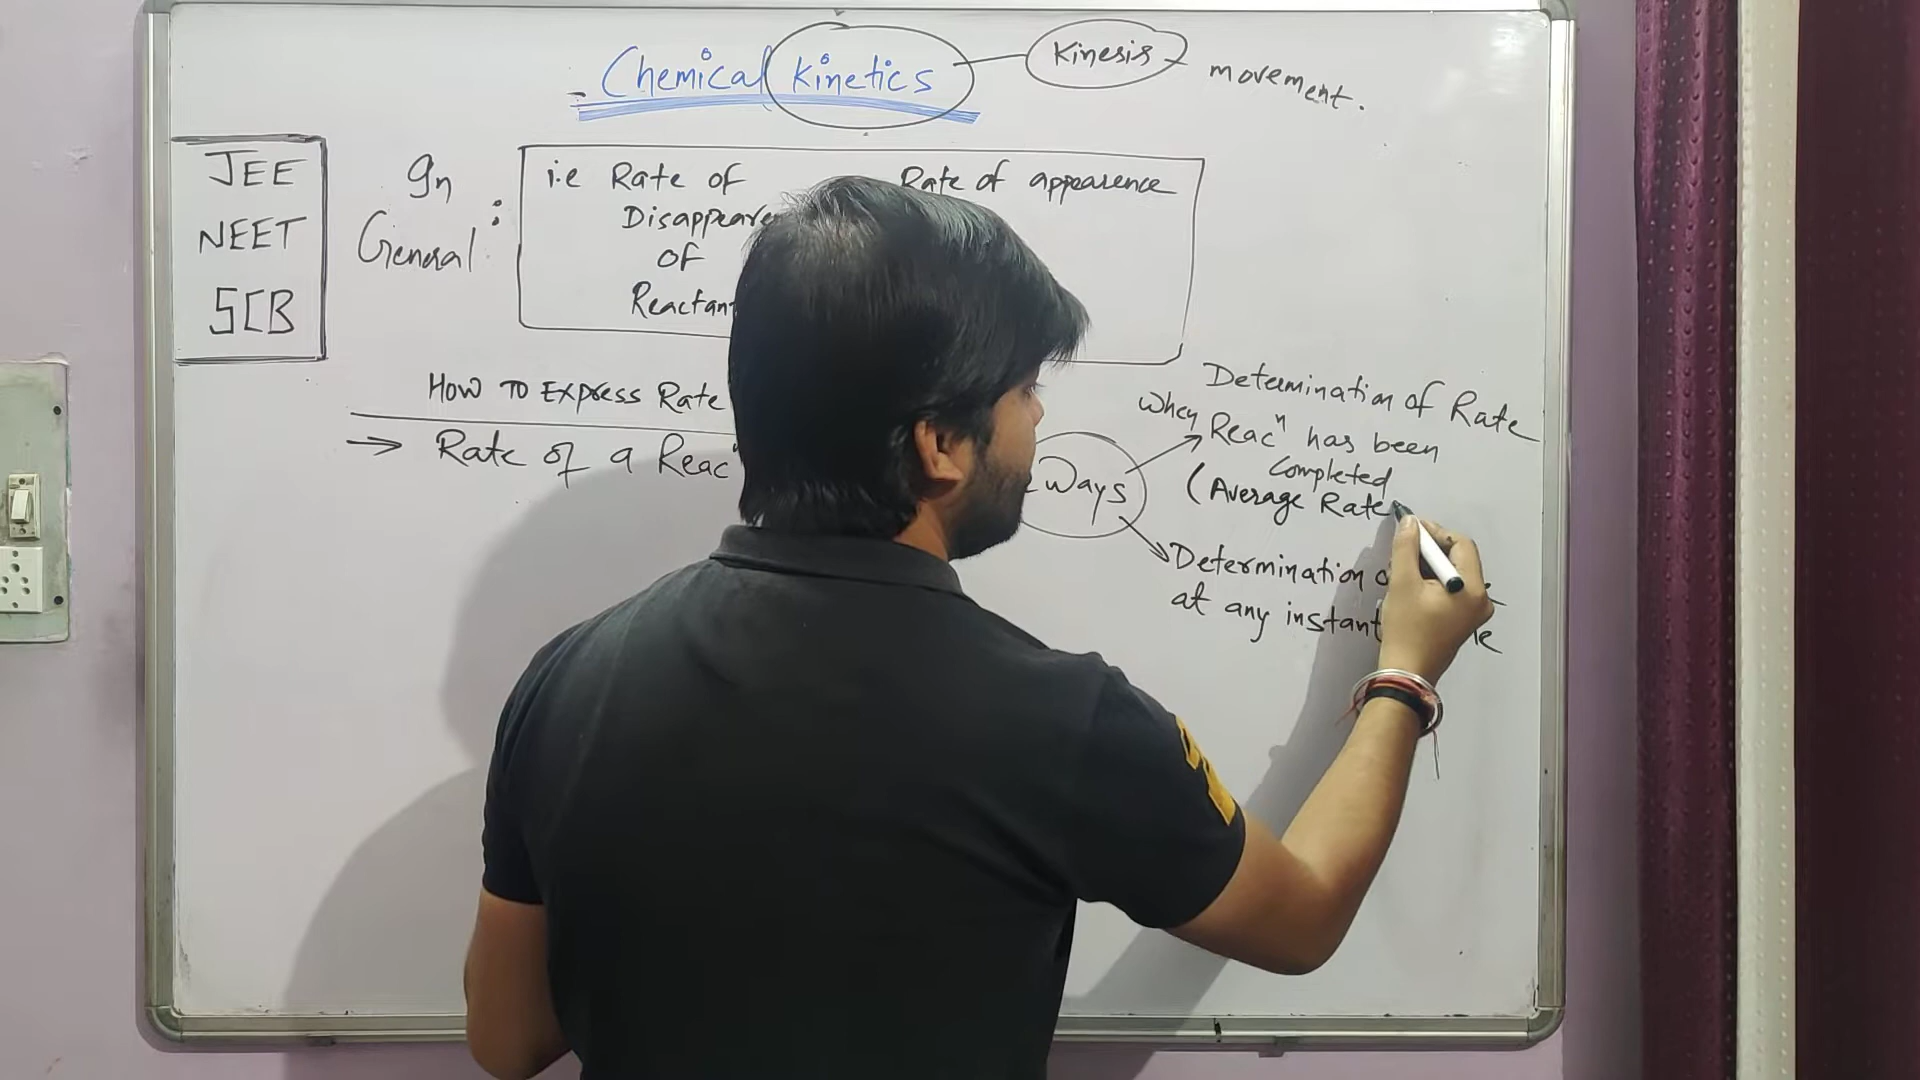 Chemical kinetics
Kinesis
movement.
JEE
NEET
SCB
In
General :
i.e Rate of
Disappeare
of
Reactan
Rate of appearence
How To Express Rate
→ Rate of a Reac
Ways
Determination of Rate
when Reacⁿ has been
Completed
(Average Rate
Determination
at any instant